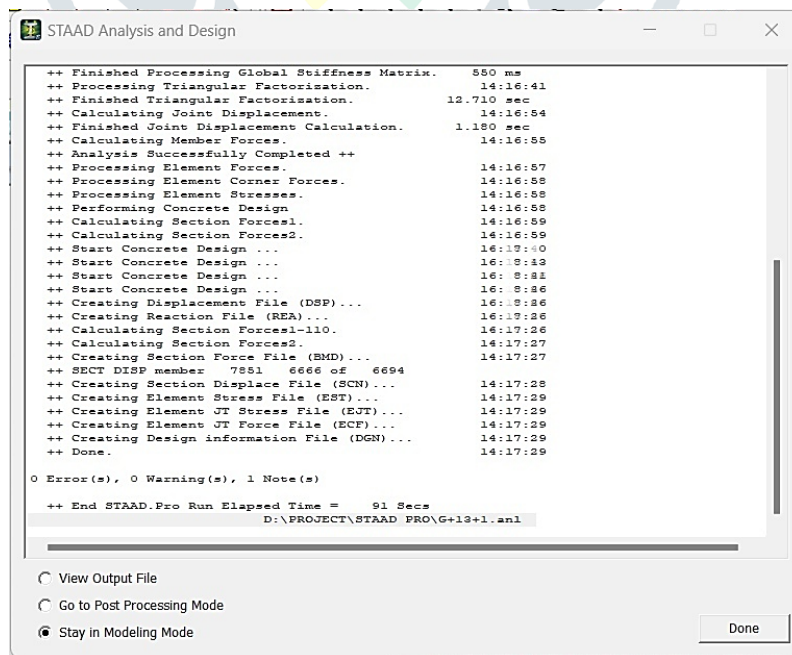 STAAD Analysis and Design
++ Finished Processing Global Stiffness Matrix. 550 ms
++ Processing Triangular Factorization. 14:16:41
++ Finished Triangular Factorization. 12.710 sec
++ Calculating Joint Displacement. 14:16:54
++ Finished Joint Displacement Calculation. 1.180 sec
++ Calculating Member Forces. 14:16:55
++ Analysis Successfully Completed ++
++ Processing Element Forces. 14:16:57
++ Processing Element Corner Forces. 14:16:58
++ Processing Element Stresses. 14:16:58
++ Performing Concrete Design 14:16:58
++ Calculating Section Forces1. 14:16:59
++ Calculating Section Forces2. 14:16:59
++ Start Concrete Design ...
++ Start Concrete Design ...
++ Start Concrete Design ...
++ Start Concrete Design ...
++ Creating Displacement File (DSP)...
++ Creating Reaction File (REA)...
++ Calculating Section Forces1-110. 16:17:26
++ Calculating Section Forces2. 14:17:27
++ Creating Section Force File (BMD)... 14:17:27
++ SECT DISP member 7851 6666 of 6694
++ Creating Section Displace File (SCN)... 14:17:28
++ Creating Element Stress File (EST)... 14:17:29
++ Creating Element JT Stress File (EJT)... 14:17:29
++ Creating Element JT Force File (ECF)... 14:17:29
++ Creating Design information File (DGN)... 14:17:29
++ Done. 14:17:29
0 Error(s), 0 Warning(s), 1 Note(s)
++ End STAAD.Pro Run Elapsed Time = 91 Secs
D:\PROJECT\STAAD PRO\G+13+1.anl
View Output File
Go to Post Processing Mode
Stay in Modeling Mode
Done